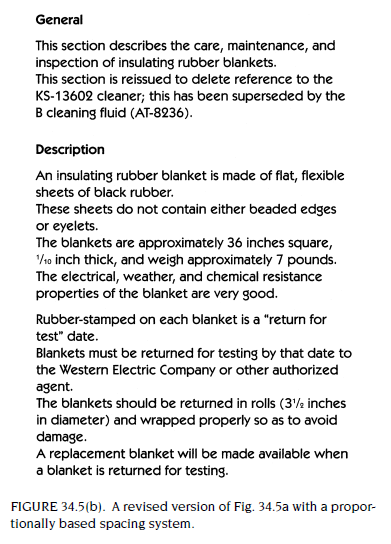 General
This section describes the care, maintenance, and
inspection of insulating rubber blankets.
This section is reissued to delete reference to the
KS-13602 cleaner; this has been superseded by the
B cleaning fluid (AT-8236).
Description
An insulating rubber blanket is made of flat, flexible
sheets of black rubber.
These sheets do not contain either beaded edges
or eyelets.
The blankets are approximately 36 inches square,
1/10 inch thick, and weigh approximately 7 pounds.
The electrical, weather, and chemical resistance
properties of the blanket are very good.
Rubber-stamped on each blanket is a “return for
test” date.
Blankets must be returned for testing by that date to
the Western Electric Company or other authorized
agent.
The blankets should be returned in rolls (3 1/2 inches
in diameter) and wrapped properly so as to avoid
damage.
A replacement blanket will be made available when
a blanket is returned for testing.
FIGURE 34.5(b). A revised version of Fig. 34.5a with a propor-
tionally based spacing system.